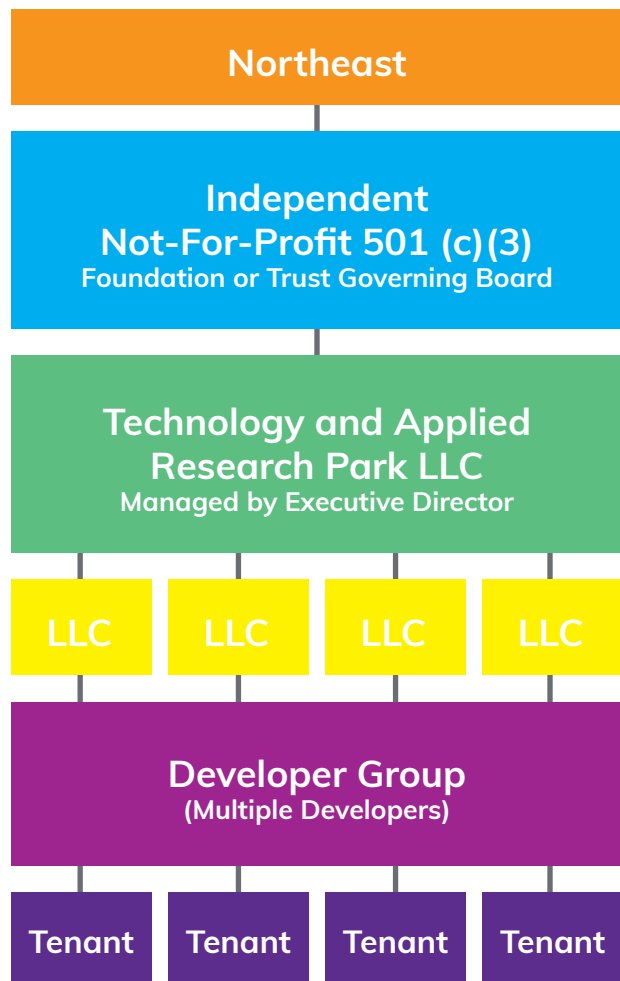 Northeast
Independent
Not-For-Profit 501 (c)(3)
Foundation or Trust Governing Board
Technology and Applied
Research Park LLC
Managed by Executive Director
LLC LLC LLC LLC
Developer Group
(Multiple Developers)
Tenant Tenant Tenant Tenant